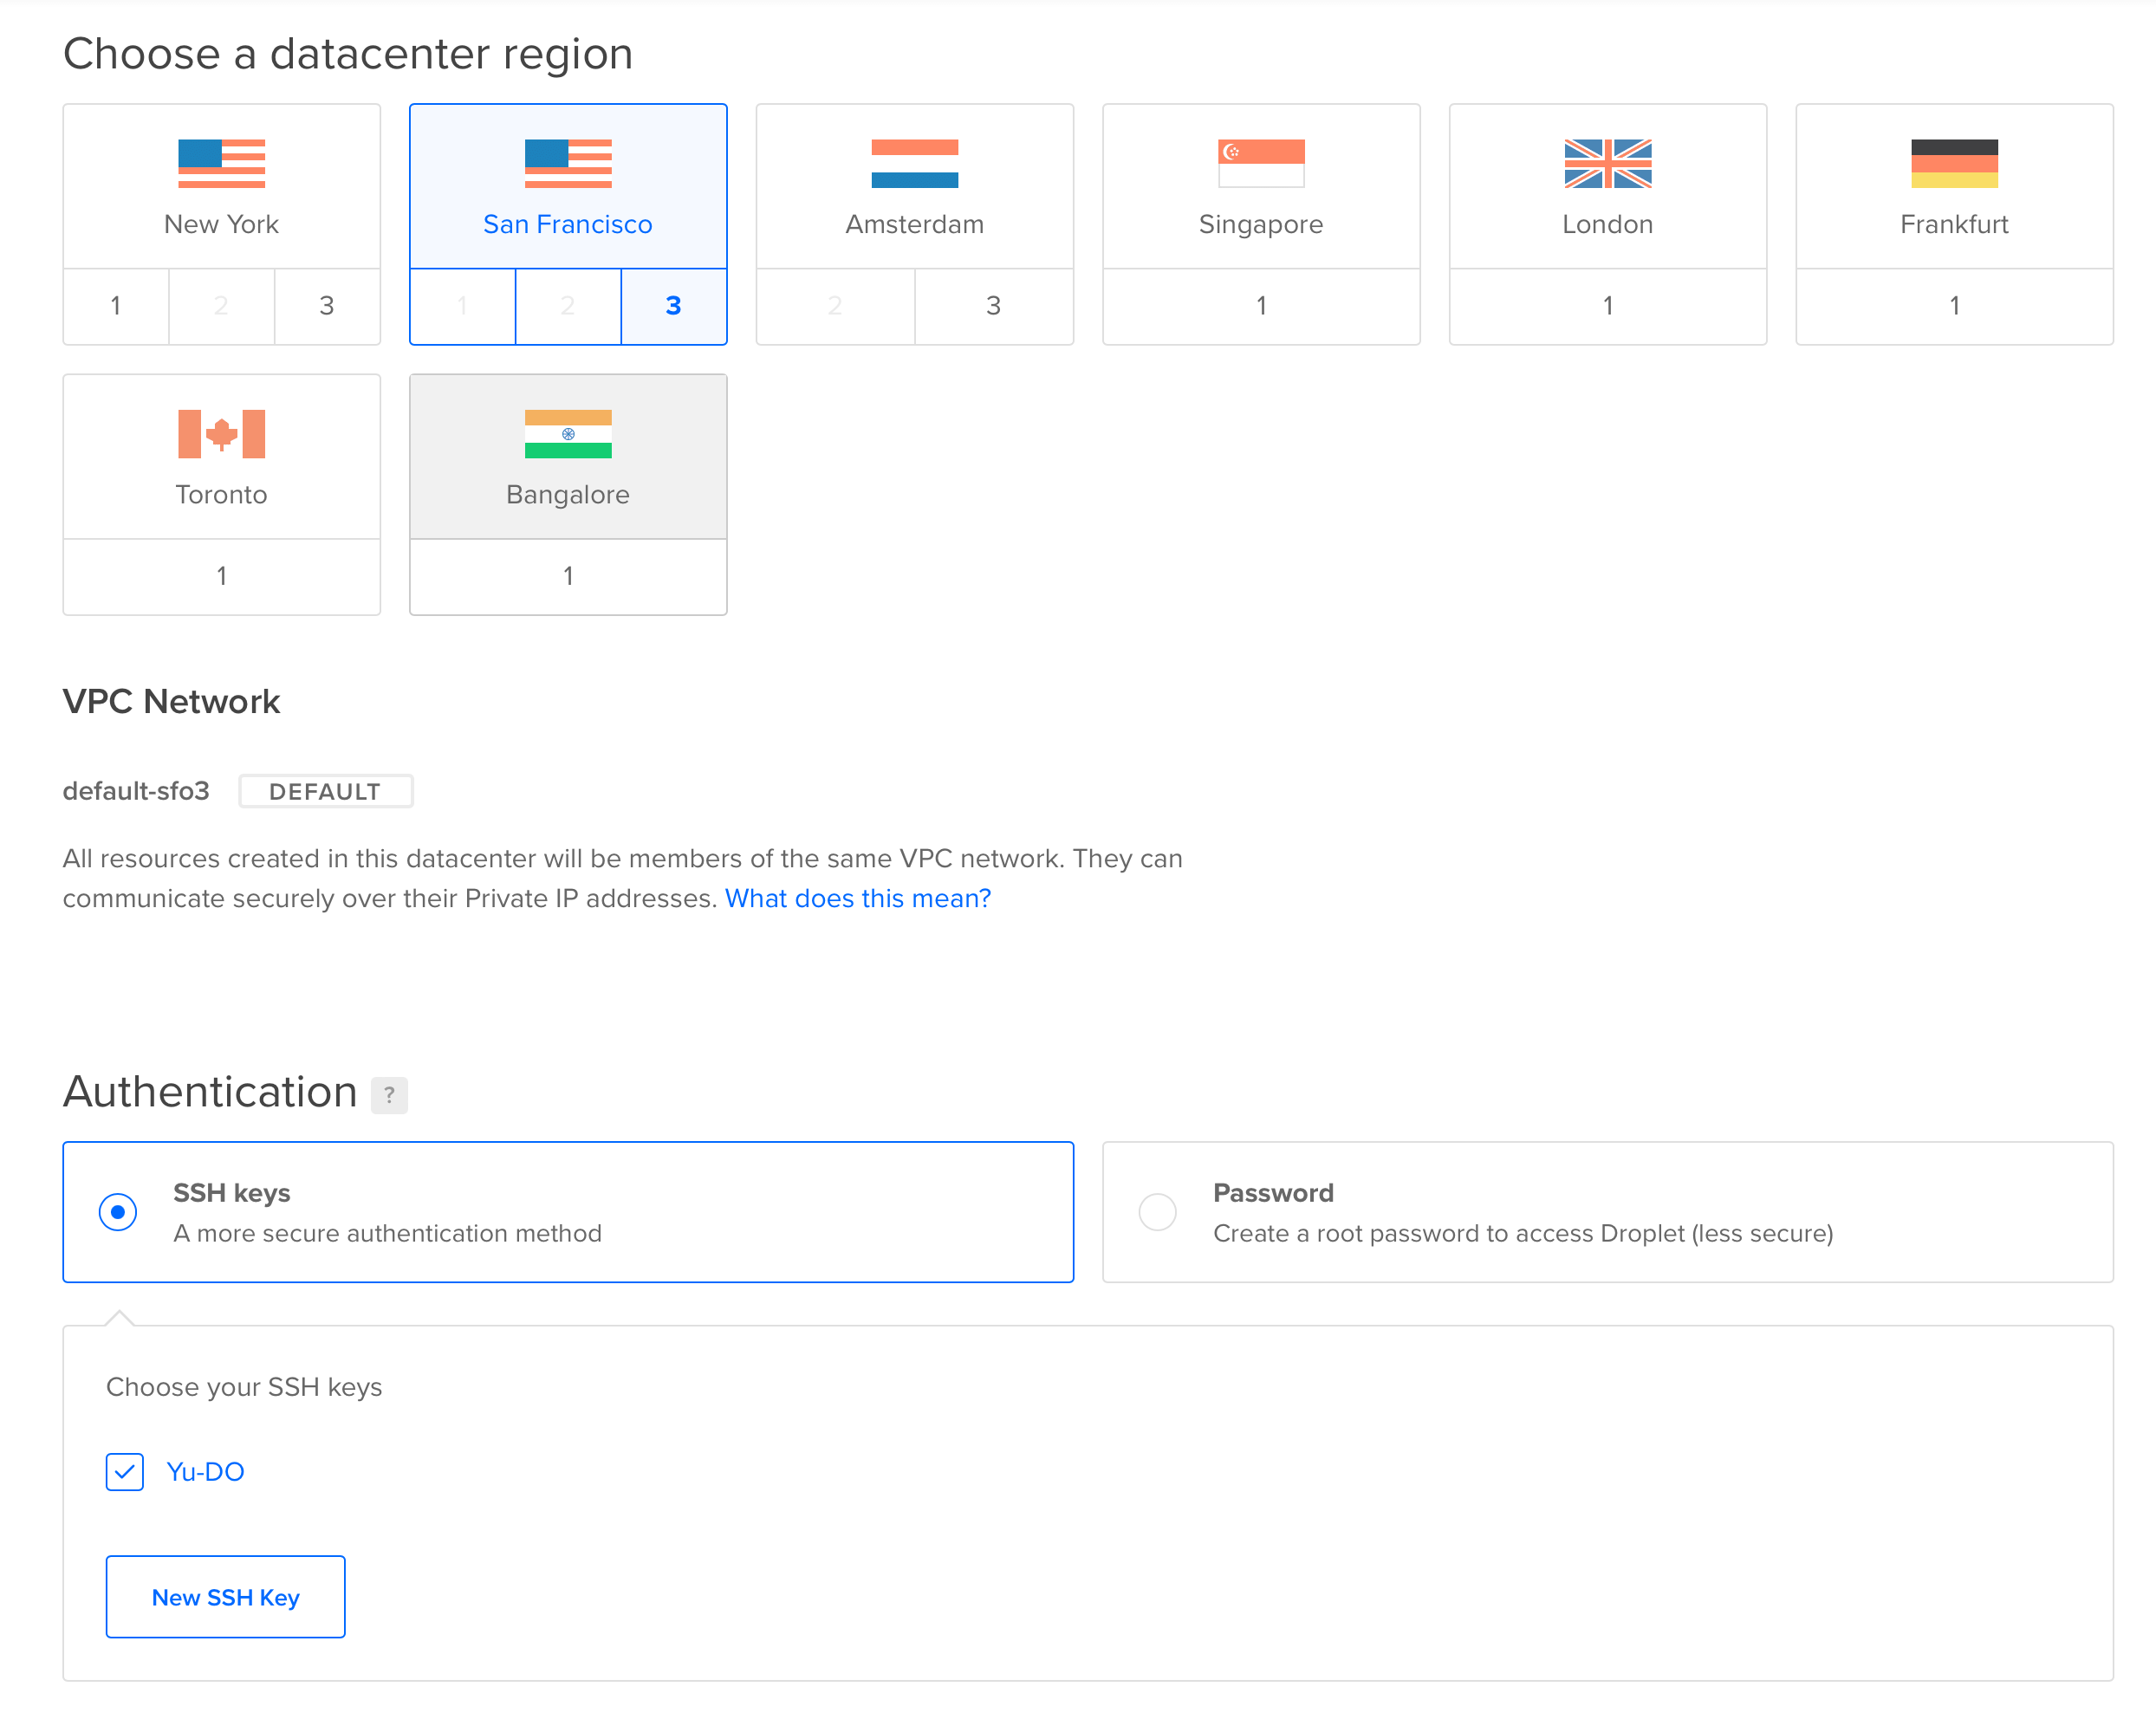 Choose a datacenter region
New York
San Francisco
Amsterdam
Singapore
London
Frankfurt
1 2 3
1 2 3
2 3
1
1
1
Toronto
Bangalore
1
1
VPC Network
default-sfo3 DEFAULT
All resources created in this datacenter will be members of the same VPC network. They can
communicate securely over their Private IP addresses. What does this mean?
Authentication ?
SSH keys
A more secure authentication method
Password
Create a root password to access Droplet (less secure)
Choose your SSH keys
Yu-DO
New SSH Key